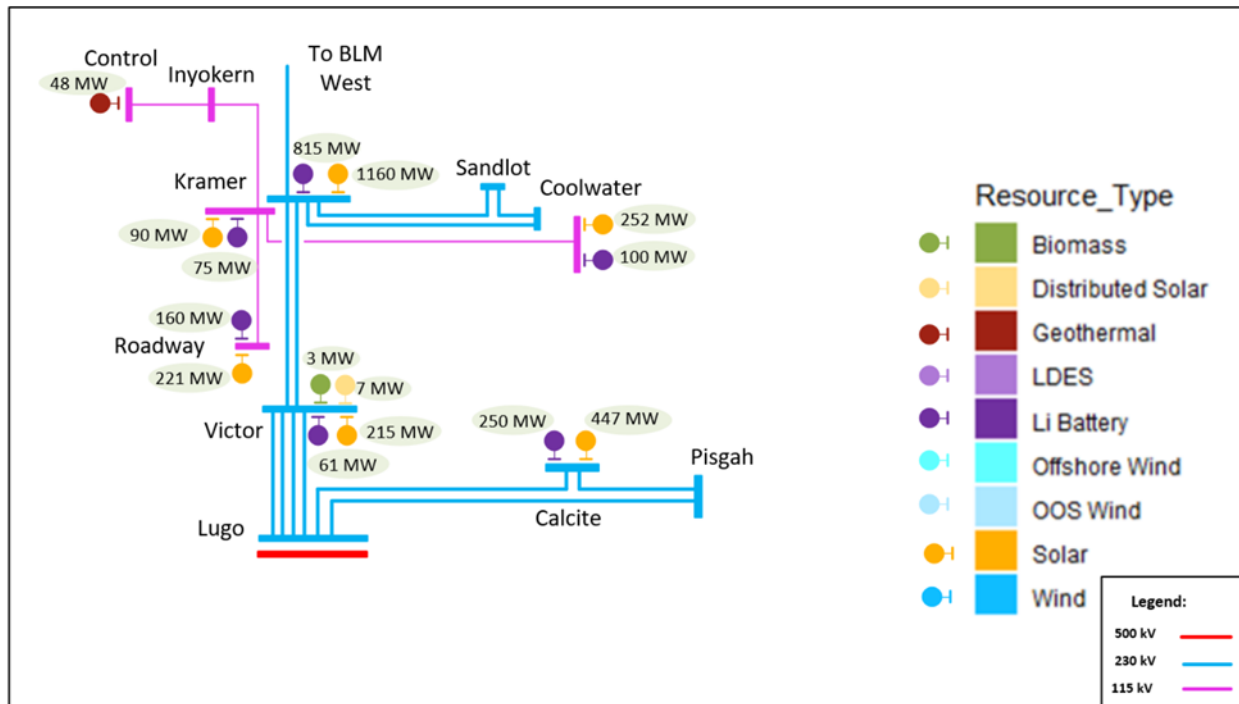 To BLM
West
Control
Inyokern
48 MW
815 MW
1160 MW
Sandlot
Coolwater
Kramer
252 MW
90 MW
75 MW
100 MW
160 MW
Roadway
221 MW
3 MW
7 MW
Victor
215 MW
61 MW
250 MW
447 MW
Pisgah
Calcite
Lugo
Resource_Type
Biomass
Distributed Solar
Geothermal
LDES
Li Battery
Offshore Wind
OOS Wind
Solar
Wind
Legend:
500 kV
230 kV
115 kV